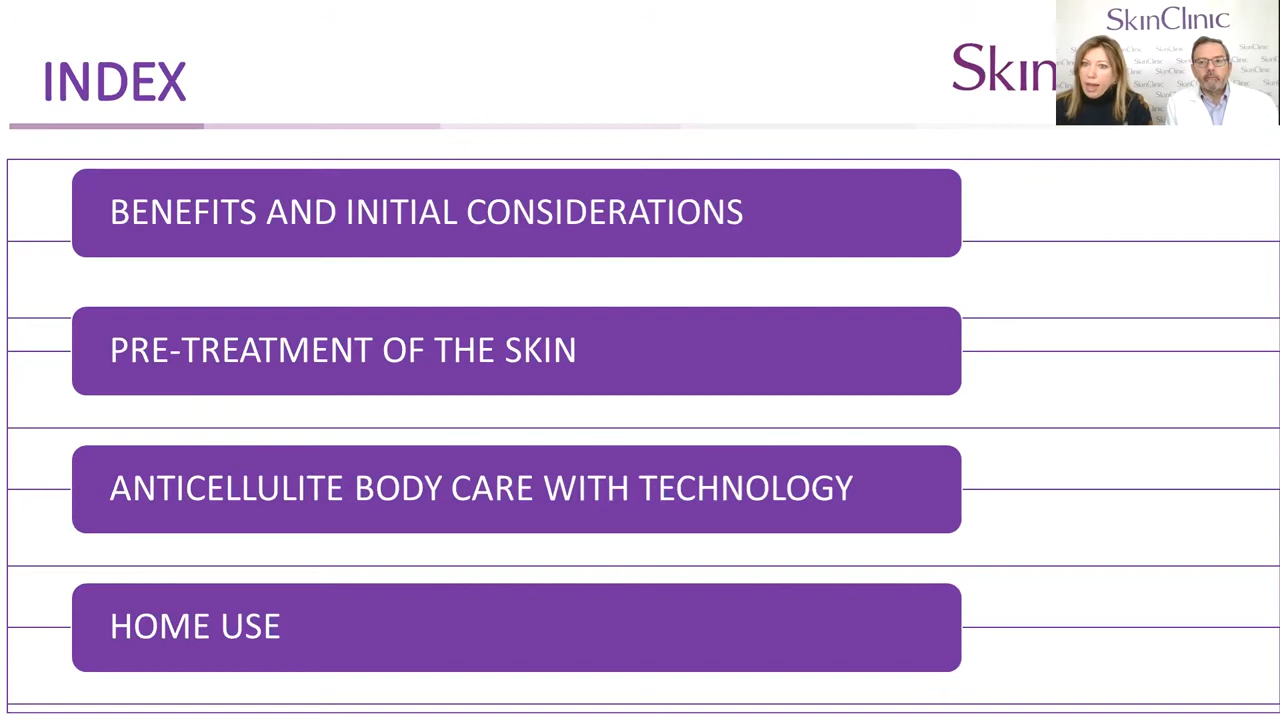 INDEX
Skin
SkinClinic
BENEFITS AND INITIAL CONSIDERATIONS
PRE-TREATMENT OF THE SKIN
ANTICELLULITE BODY CARE WITH TECHNOLOGY
HOME USE